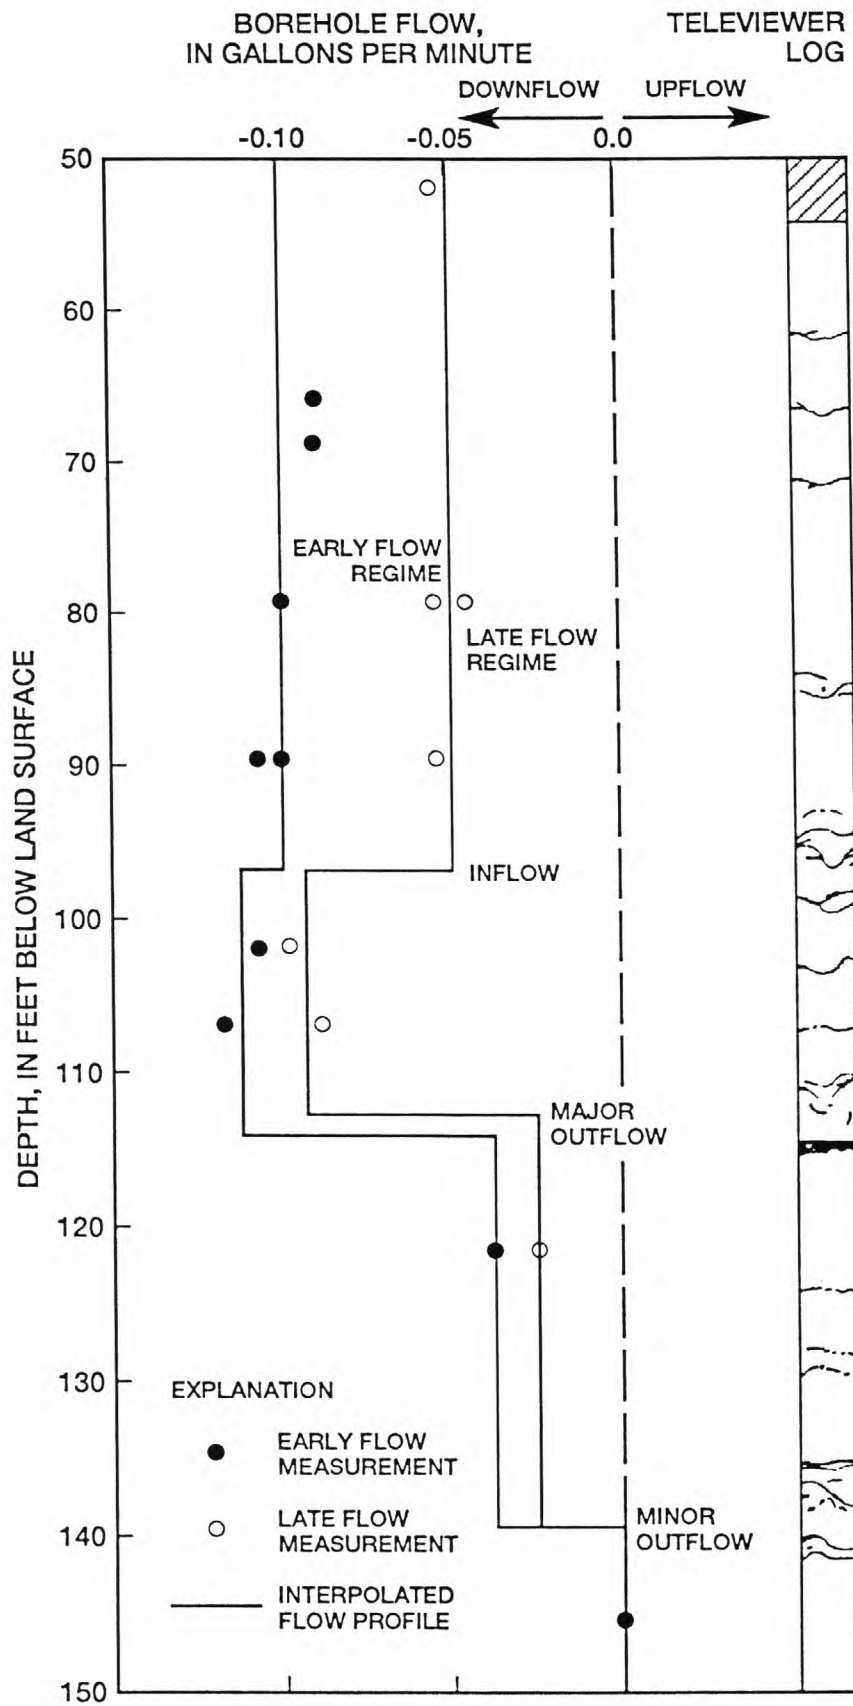 BOREHOLE FLOW,
IN GALLONS PER MINUTE
TELEVIEWER
LOG
DOWNFLOW
UPFLOW
-0.10
-0.05
0.0
50
60
70
80
90
100
110
120
130
140
150
DEPTH, IN FEET BELOW LAND SURFACE
EARLY FLOW
REGIME
LATE FLOW
REGIME
INFLOW
MAJOR
OUTFLOW
MINOR
OUTFLOW
EXPLANATION
EARLY FLOW
MEASUREMENT
LATE FLOW
MEASUREMENT
INTERPOLATED
FLOW PROFILE